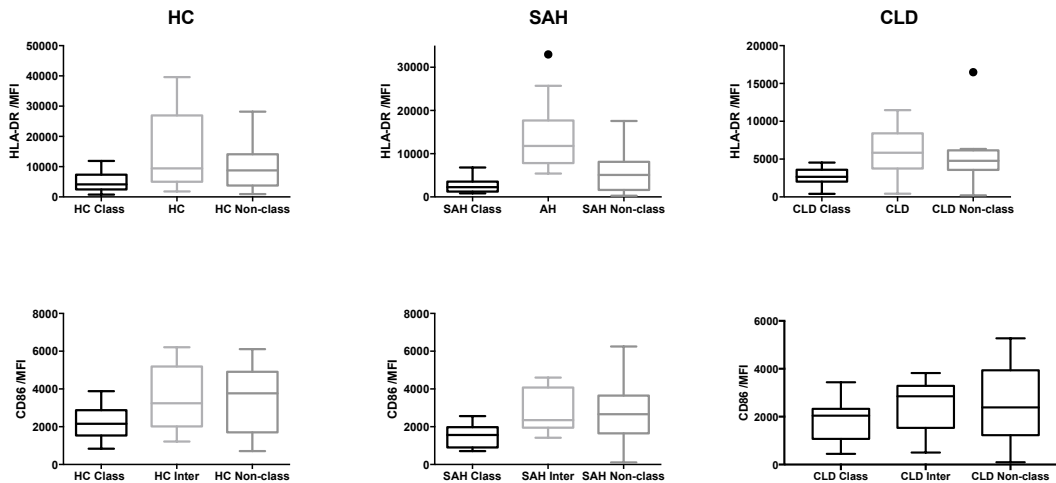 HC SAH CLD
HLA-DR /MFI
50000
40000
30000
20000
10000
0
HC Class HC HC Non-class
HLA-DR /MFI
30000
20000
10000
0
SAH Class AH SAH Non-class
HLA-DR /MFI
20000
15000
10000
5000
0
CLD Class CLD CLD Non-class
CD86 /MFI
8000
6000
4000
2000
0
HC Class HC Inter HC Non-class
CD86 /MFI
8000
6000
4000
2000
0
SAH Class SAH Inter SAH Non-class
CD86 /MFI
6000
4000
2000
0
CLD Class CLD Inter CLD Non-class